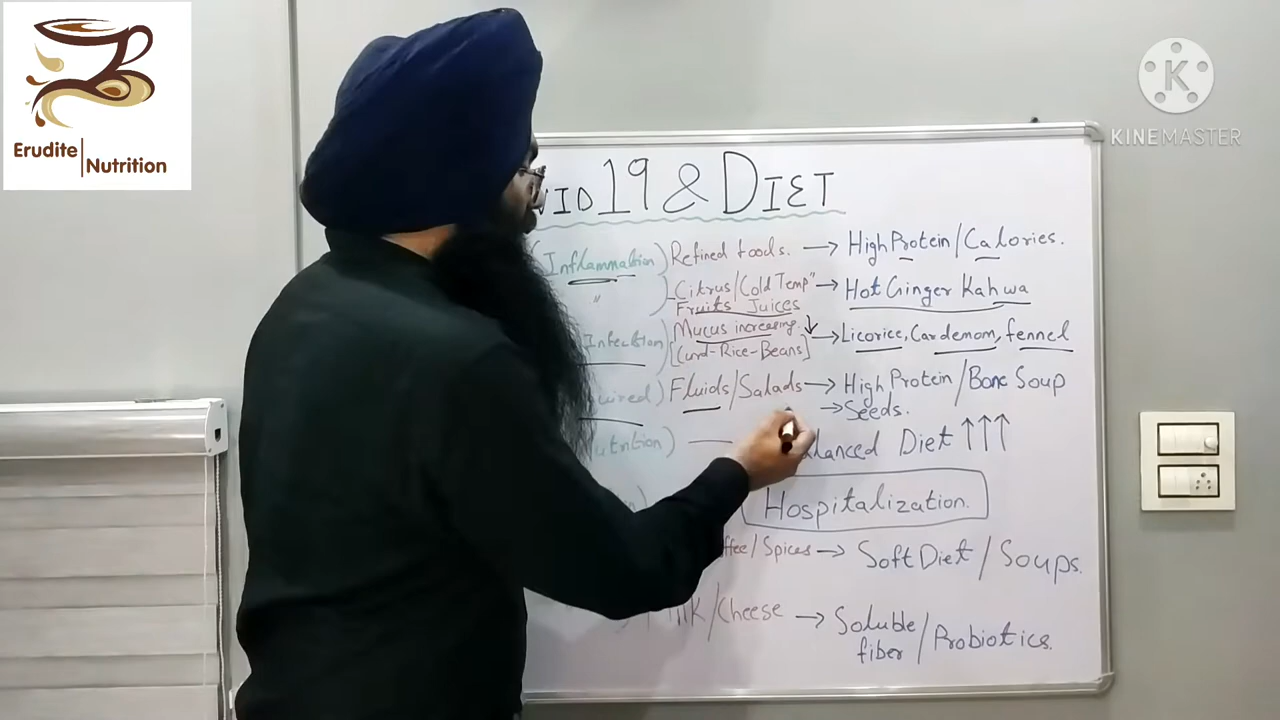 Erudite Nutrition
KINEMASTER
19 & DIET
(Inflammation) Refined foods. → High Protein/Calories.
" ) Citrus/Cold Temp" → Hot Ginger Kahwa
Fruits Juices
Infection) Mucus increasing ↓ → Licorice, Cardemom, fennel
[Curd-Rice-Beans]
) Fluids/Salads → High Protein/Bone Soup
→ Seeds.
) — Diet ↑↑↑
Hospitalization.
/Spices → Soft Diet/Soups.
/Cheese → Soluble fiber/Probiotics.